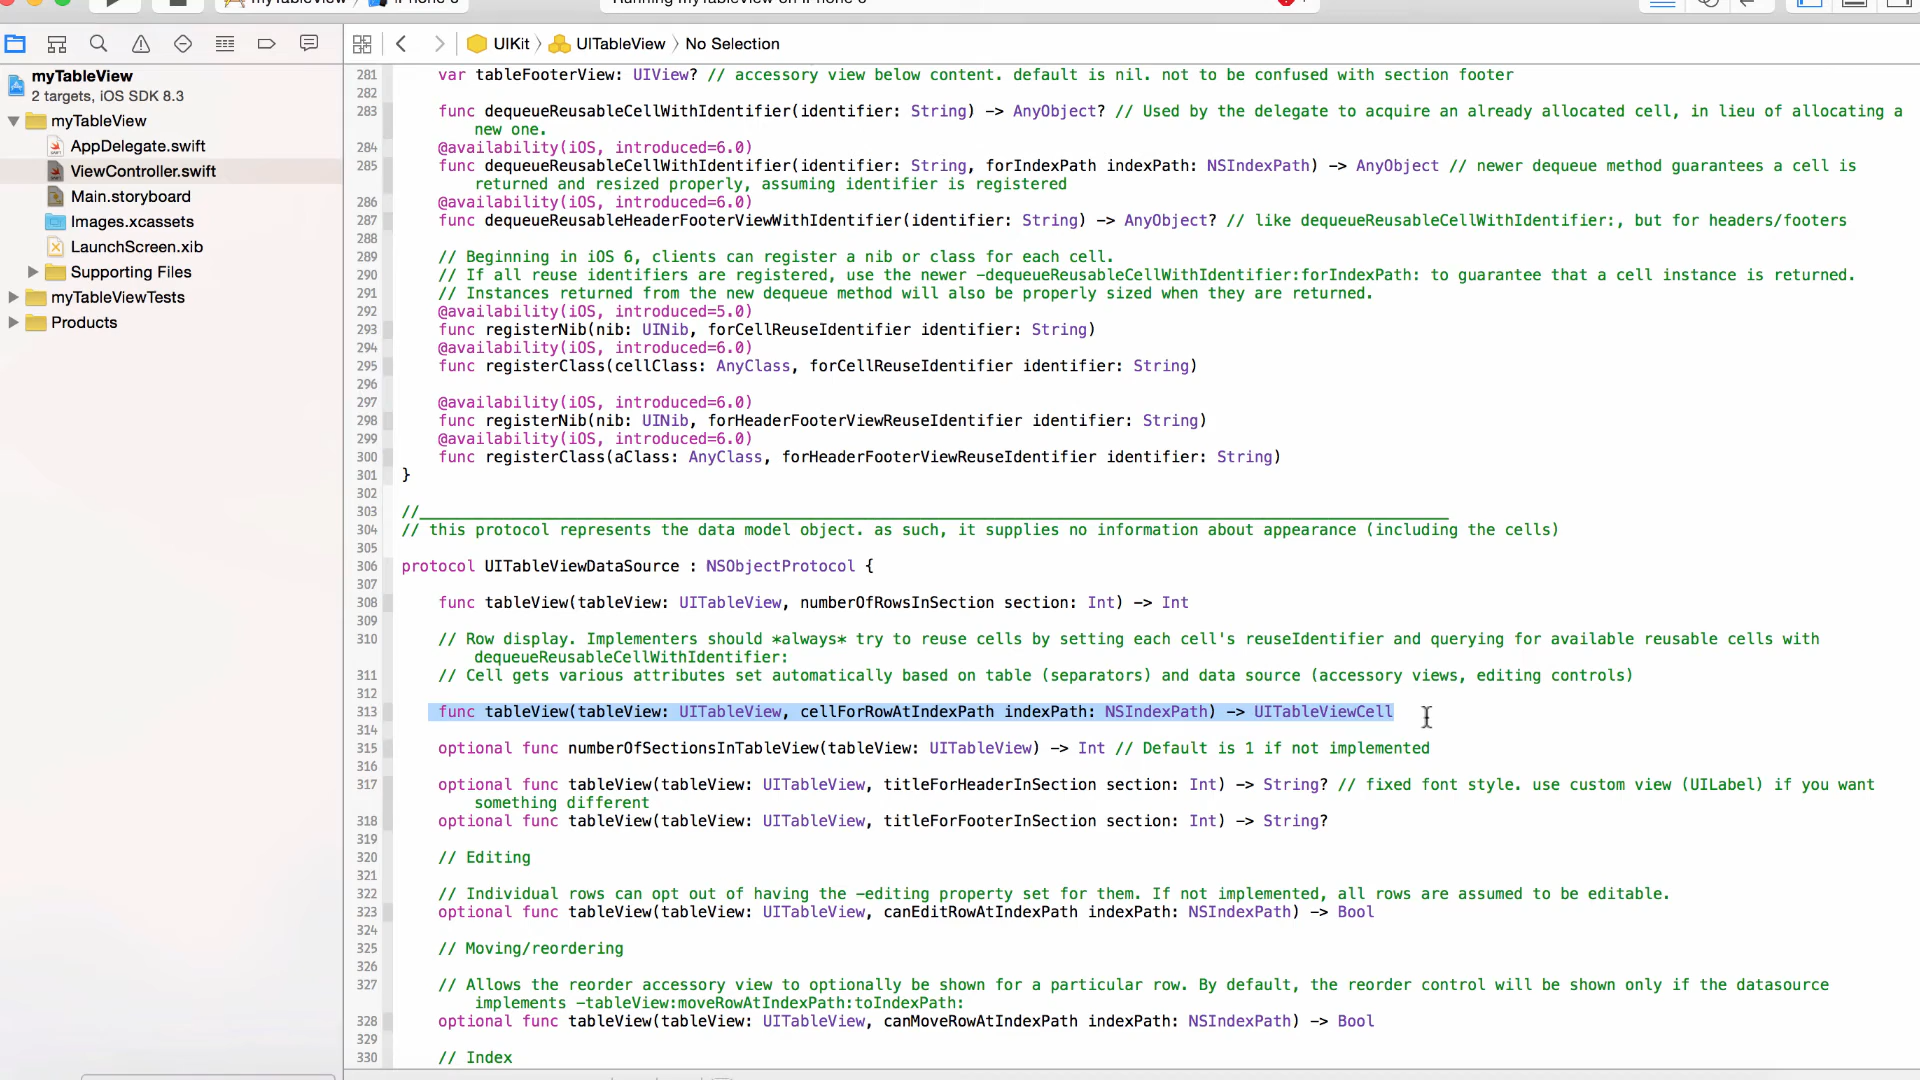 myTableView iPhone 6 Running myTableView on iPhone 6
UIKit 〉 UITableView 〉 No Selection
myTableView
2 targets, iOS SDK 8.3
myTableView
AppDelegate.swift
ViewController.swift
Main.storyboard
Images.xcassets
LaunchScreen.xib
Supporting Files
myTableViewTests
Products
281 var tableFooterView: UIView? // accessory view below content. default is nil. not to be confused with section footer
282
283 func dequeueReusableCellWithIdentifier(identifier: String) -> AnyObject? // Used by the delegate to acquire an already allocated cell, in lieu of allocating a
new one.
284 @availability(iOS, introduced=6.0)
285 func dequeueReusableCellWithIdentifier(identifier: String, forIndexPath indexPath: NSIndexPath) -> AnyObject // newer dequeue method guarantees a cell is
returned and resized properly, assuming identifier is registered
286 @availability(iOS, introduced=6.0)
287 func dequeueReusableHeaderFooterViewWithIdentifier(identifier: String) -> AnyObject? // like dequeueReusableCellWithIdentifier:, but for headers/footers
288
289 // Beginning in iOS 6, clients can register a nib or class for each cell.
290 // If all reuse identifiers are registered, use the newer -dequeueReusableCellWithIdentifier:forIndexPath: to guarantee that a cell instance is returned.
291 // Instances returned from the new dequeue method will also be properly sized when they are returned.
292 @availability(iOS, introduced=5.0)
293 func registerNib(nib: UINib, forCellReuseIdentifier identifier: String)
294 @availability(iOS, introduced=6.0)
295 func registerClass(cellClass: AnyClass, forCellReuseIdentifier identifier: String)
296
297 @availability(iOS, introduced=6.0)
298 func registerNib(nib: UINib, forHeaderFooterViewReuseIdentifier identifier: String)
299 @availability(iOS, introduced=6.0)
300 func registerClass(aClass: AnyClass, forHeaderFooterViewReuseIdentifier identifier: String)
301 }
302
303 //_______________________________________________________________________________________________________________
304 // this protocol represents the data model object. as such, it supplies no information about appearance (including the cells)
305
306 protocol UITableViewDataSource : NSObjectProtocol {
307
308 func tableView(tableView: UITableView, numberOfRowsInSection section: Int) -> Int
309
310 // Row display. Implementers should *always* try to reuse cells by setting each cell's reuseIdentifier and querying for available reusable cells with
dequeueReusableCellWithIdentifier:
311 // Cell gets various attributes set automatically based on table (separators) and data source (accessory views, editing controls)
312
313 func tableView(tableView: UITableView, cellForRowAtIndexPath indexPath: NSIndexPath) -> UITableViewCell
314
315 optional func numberOfSectionsInTableView(tableView: UITableView) -> Int // Default is 1 if not implemented
316
317 optional func tableView(tableView: UITableView, titleForHeaderInSection section: Int) -> String? // fixed font style. use custom view (UILabel) if you want
something different
318 optional func tableView(tableView: UITableView, titleForFooterInSection section: Int) -> String?
319
320 // Editing
321
322 // Individual rows can opt out of having the -editing property set for them. If not implemented, all rows are assumed to be editable.
323 optional func tableView(tableView: UITableView, canEditRowAtIndexPath indexPath: NSIndexPath) -> Bool
324
325 // Moving/reordering
326
327 // Allows the reorder accessory view to optionally be shown for a particular row. By default, the reorder control will be shown only if the datasource
implements -tableView:moveRowAtIndexPath:toIndexPath:
328 optional func tableView(tableView: UITableView, canMoveRowAtIndexPath indexPath: NSIndexPath) -> Bool
329
330 // Index